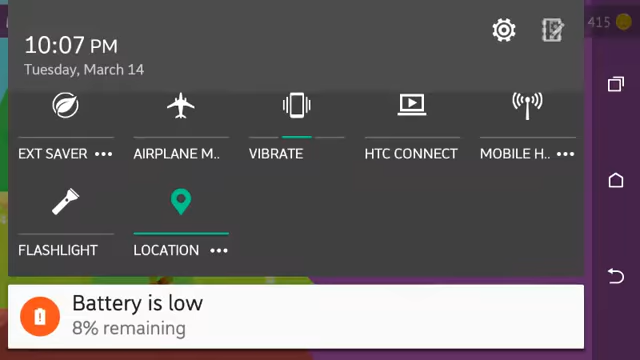 10:07 PM
415
Tuesday, March 14
EXT SAVER •••
AIRPLANE M..
VIBRATE
HTC CONNECT
MOBILE H.. •••
FLASHLIGHT
LOCATION •••
Battery is low
8% remaining